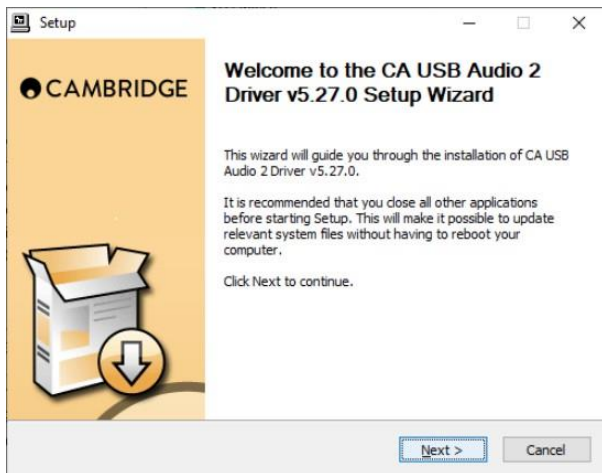 Setup
CAMBRIDGE
Welcome to the CA USB Audio 2
Driver v5.27.0 Setup Wizard
This wizard will guide you through the installation of CA USB
Audio 2 Driver v5.27.0.
It is recommended that you close all other applications
before starting Setup. This will make it possible to update
relevant system files without having to reboot your
computer.
Click Next to continue.
Next >
Cancel